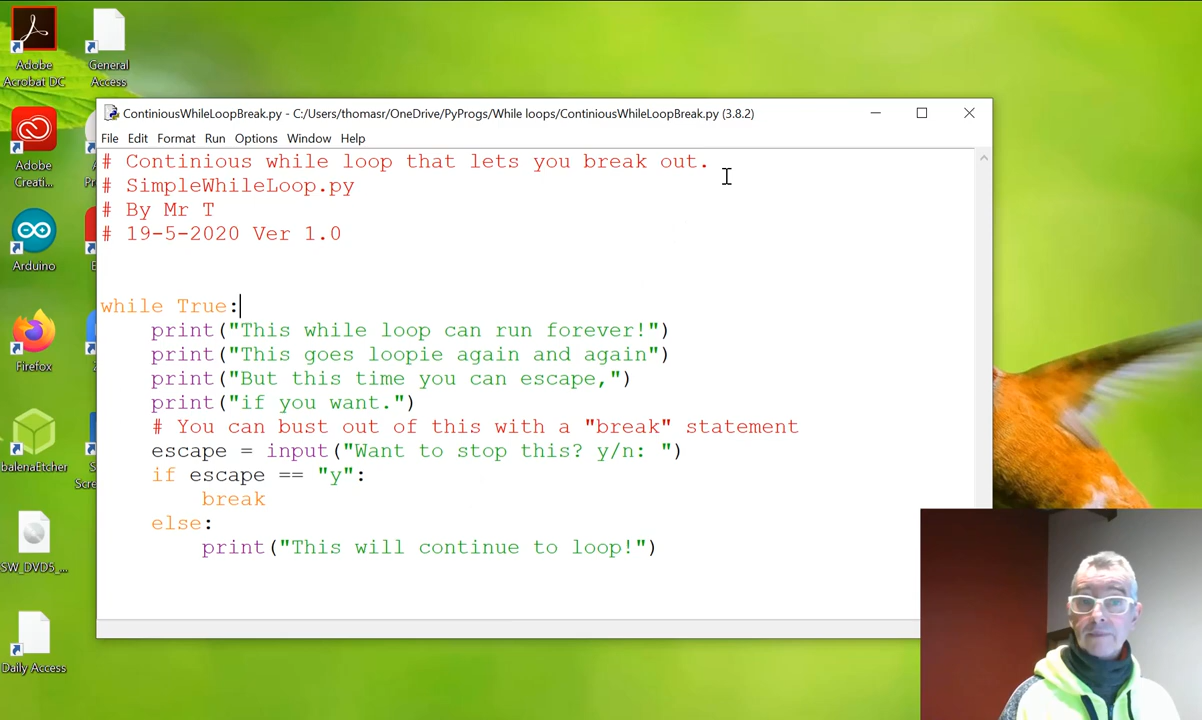 Adobe
Acrobat DC
General
Access
Adobe
Creati...
Arduino
Firefox
balenaEtcher
SW_DVD5_...
Daily Access
ContiniousWhileLoopBreak.py - C:/Users/thomasr/OneDrive/PyProgs/While loops/ContiniousWhileLoopBreak.py (3.8.2)
File Edit Format Run Options Window Help
# Continious while loop that lets you break out.
# SimpleWhileLoop.py
# By Mr T
# 19-5-2020 Ver 1.0
while True:
    print("This while loop can run forever!")
    print("This goes loopie again and again")
    print("But this time you can escape,")
    print("if you want.")
    # You can bust out of this with a "break" statement
    escape = input("Want to stop this? y/n: ")
    if escape == "y":
        break
    else:
        print("This will continue to loop!")